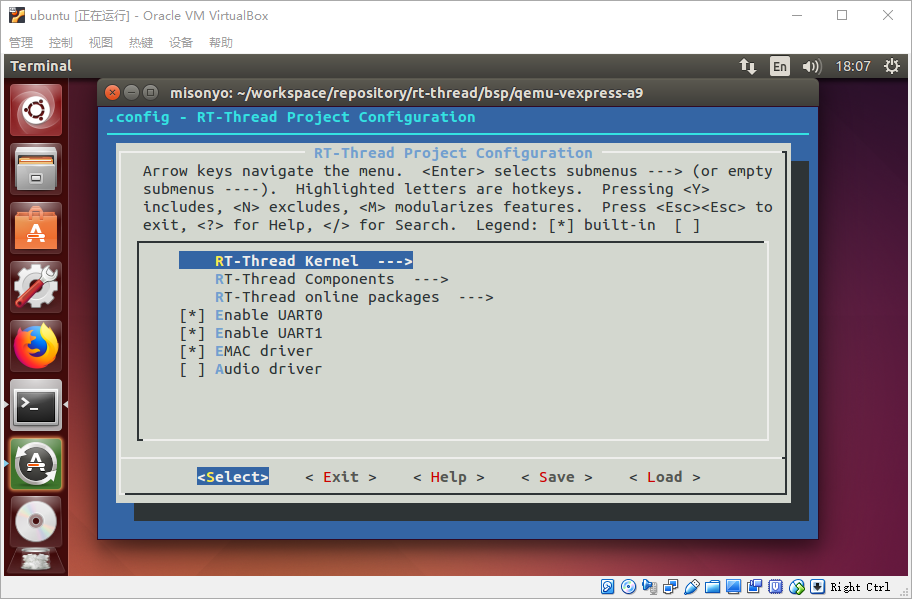 ubuntu [正在运行] - Oracle VM VirtualBox
管理 控制 视图 热键 设备 帮助
Terminal En 18:07
misonyo: ~/workspace/repository/rt-thread/bsp/qemu-vexpress-a9
.config - RT-Thread Project Configuration
RT-Thread Project Configuration
Arrow keys navigate the menu.  <Enter> selects submenus ---> (or empty
submenus ----).  Highlighted letters are hotkeys.  Pressing <Y>
includes, <N> excludes, <M> modularizes features.  Press <Esc><Esc> to
exit, <?> for Help, </> for Search.  Legend: [*] built-in  [ ]
RT-Thread Kernel  --->
RT-Thread Components  --->
RT-Thread online packages  --->
[*] Enable UART0
[*] Enable UART1
[*] EMAC driver
[ ] Audio driver
<Select> < Exit > < Help > < Save > < Load >
Right Ctrl